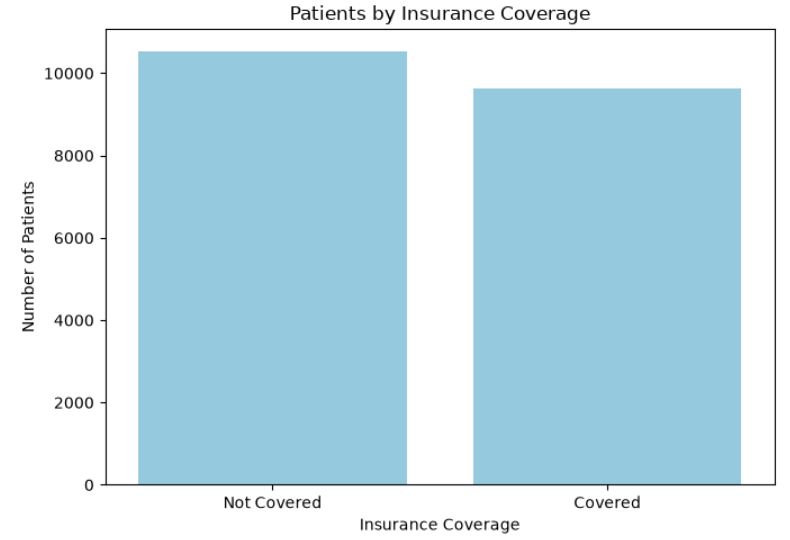 Patients by Insurance Coverage
10000
8000
6000
4000
2000
0
Number of Patients
Not Covered Covered
Insurance Coverage